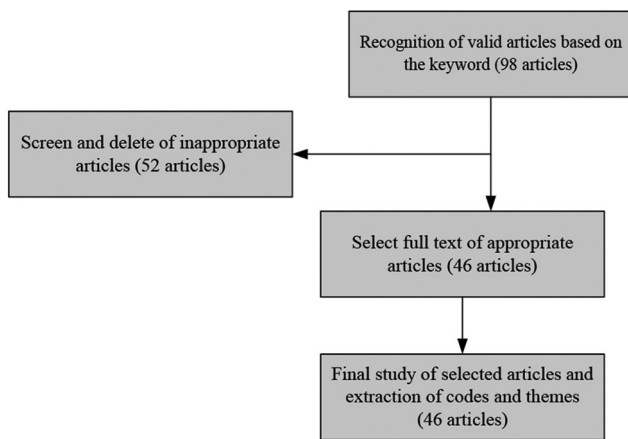 Recognition of valid articles based on
the keyword (98 articles)
Screen and delete of inappropriate
articles (52 articles)
Select full text of appropriate
articles (46 articles)
Final study of selected articles and
extraction of codes and themes
(46 articles)